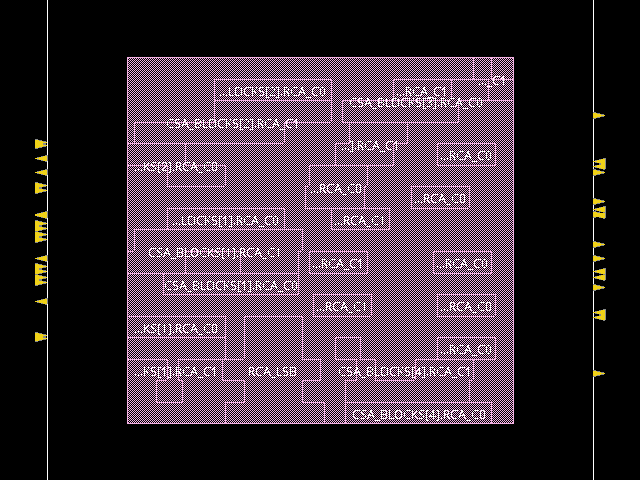 C1
...LOCKS[2].RCA_C0
...RCA_C1
CSA_BLOCKS[3].RCA_C0
CSA_BLOCKS[2].RCA_C1
...].RCA_C1
...RCA_C0
...KS[2].RCA_C0
...RCA_C0
...RCA_C0
...LOCKS[1].RCA_C0
RCA_C1
CSA_BLOCKS[1].RCA_C1
...RCA_C1
...RCA_C0
CSA_BLOCKS[1].RCA_C0
...RCA_C1
...RCA_C0
...KS[1].RCA_C0
...RCA_C0
...KS[1].RCA_C1
RCA_LSB
CSA_BLOCKS[4].RCA_C1
CSA_BLOCKS[4].RCA_C0